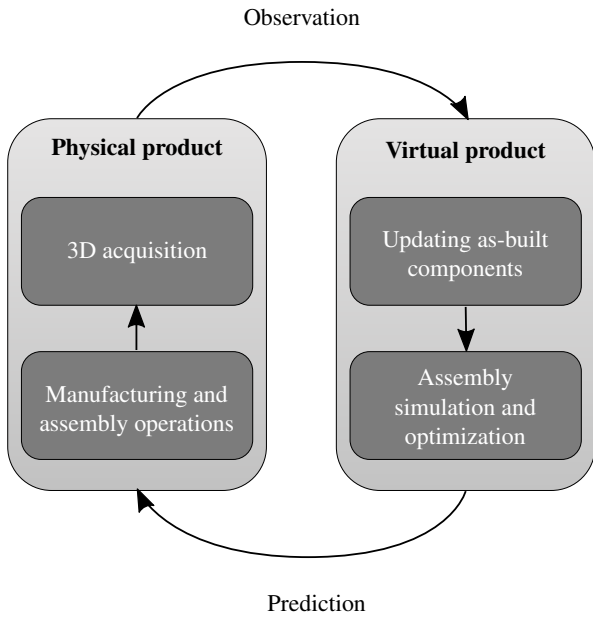 Observation
Physical product
3D acquisition
Manufacturing and
assembly operations
Virtual product
Updating as-built
components
Assembly
simulation and
optimization
Prediction